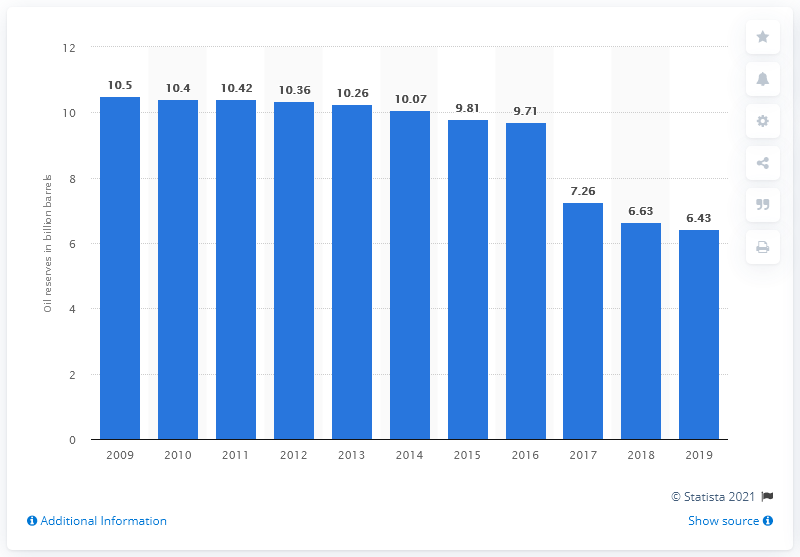 12
10
8
6
4
2
0
Oil reserves in billion barrels
10.5 10.4 10.42 10.36 10.26 10.07 9.81 9.71 7.26 6.63 6.43
2009 2010 2011 2012 2013 2014 2015 2016 2017 2018 2019
© Statista 2021
Additional Information Show source